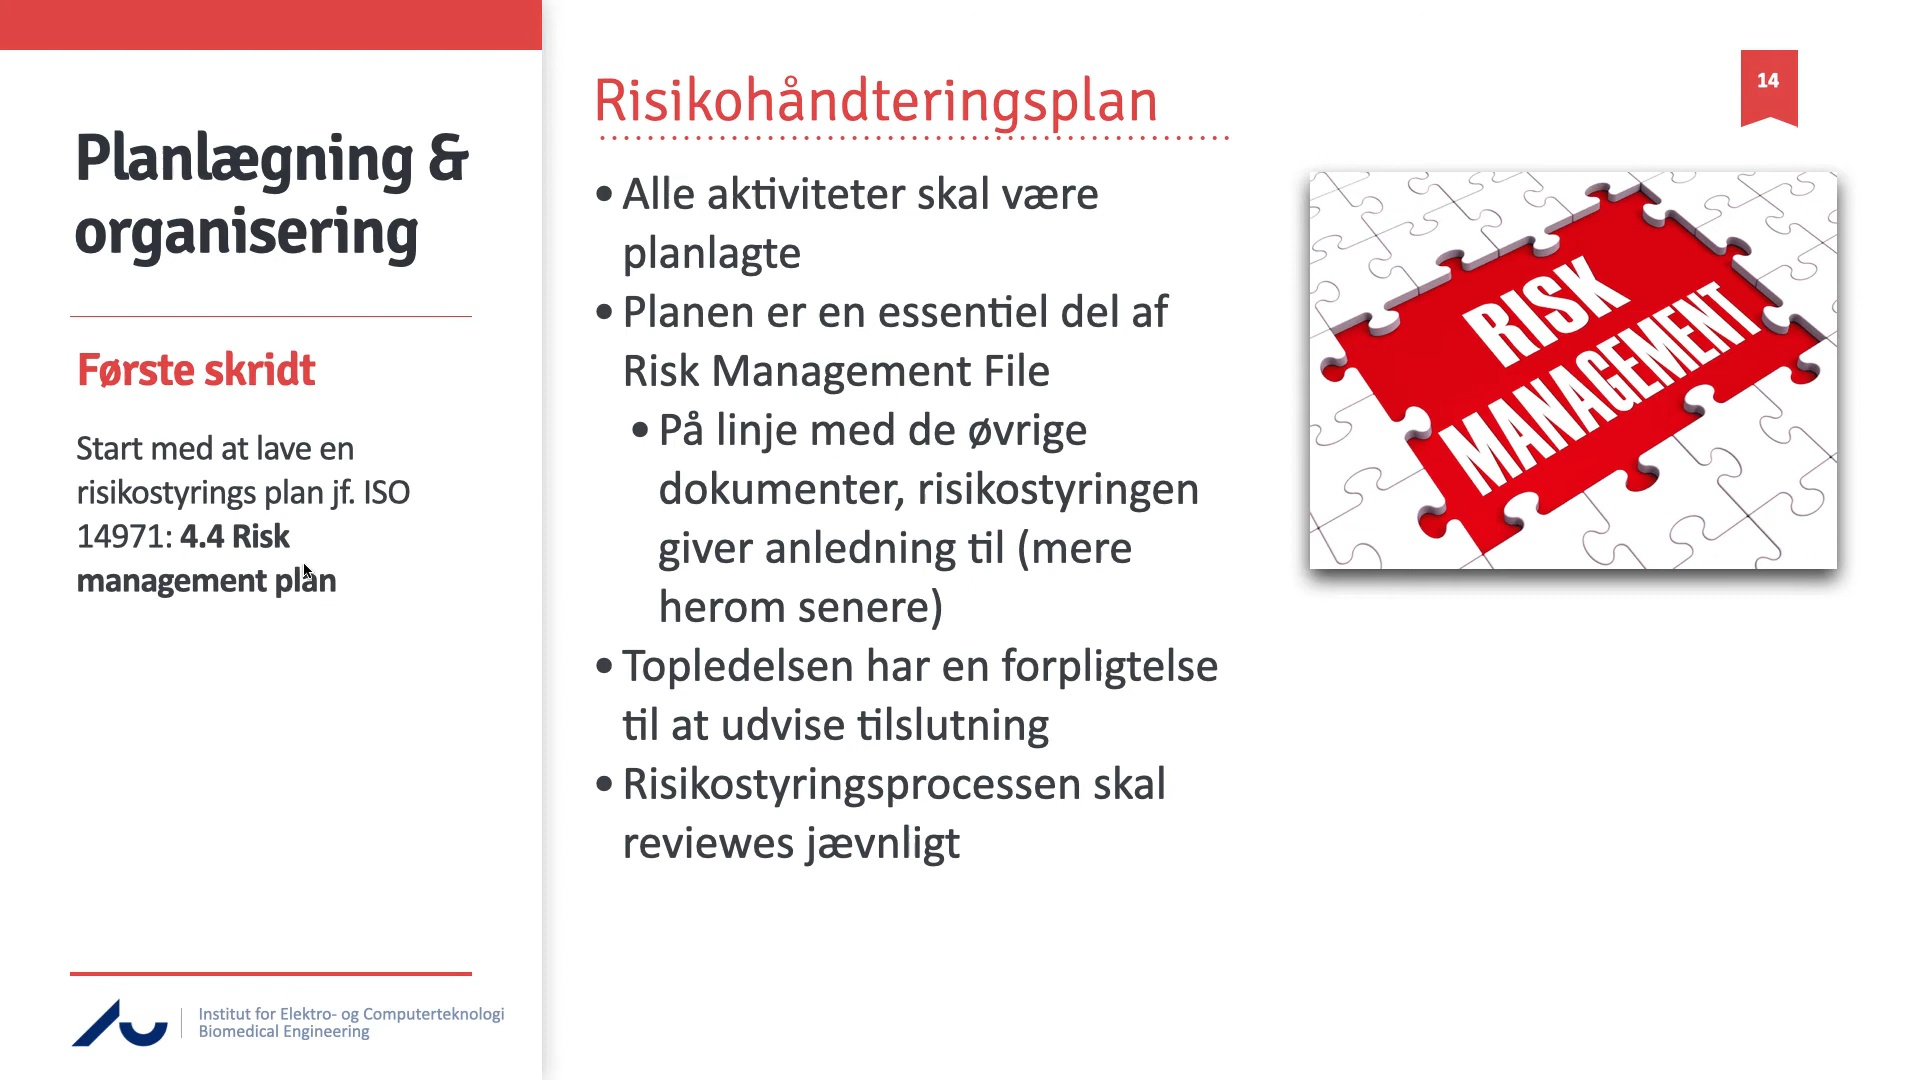 Planlægning &
organisering
Første skridt
Start med at lave en
risikostyrings plan jf. ISO
14971: 4.4 Risk
management plan
Institut for Elektro- og Computerteknologi
Biomedical Engineering
Risikohåndteringsplan
• Alle aktiviteter skal være
planlagte
• Planen er en essentiel del af
Risk Management File
• På linje med de øvrige
dokumenter, risikostyringen
giver anledning til (mere
herom senere)
• Topledelsen har en forpligtelse
til at udvise tilslutning
• Risikostyringsprocessen skal
reviewes jævnligt
14
RISK
MANAGEMENT